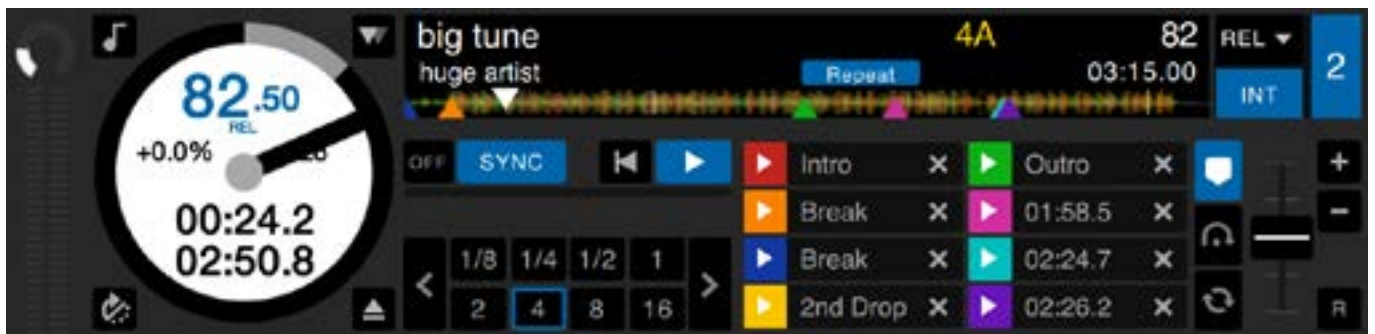 big tune 4A 82 REL 2
huge artist Repeat 03:15.00 INT
82.50
REL
+0.0%
00:24.2
02:50.8
OFF SYNC
1/8 1/4 1/2 1
2 4 8 16
Intro Outro
Break 01:58.5
Break 02:24.7
2nd Drop 02:26.2
+
-
R